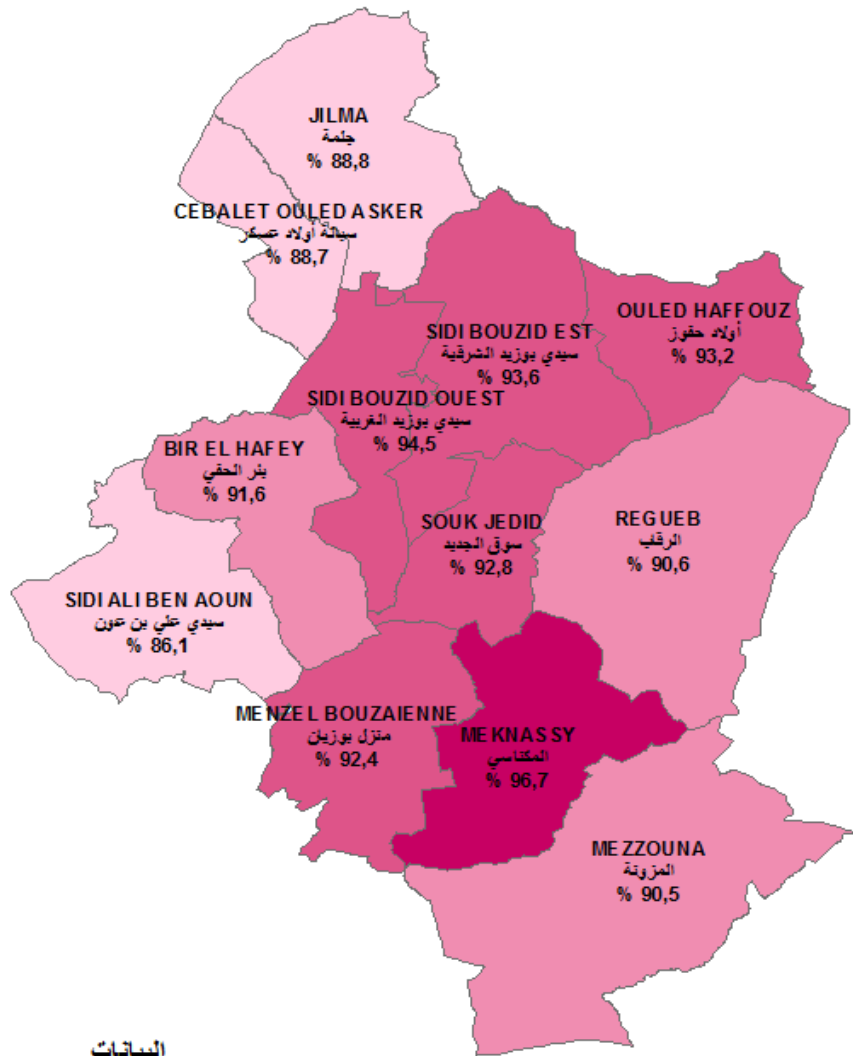 JILMA
جلمة
% 88,8
CEBALET OULED ASKER
سبالة أولاد عسكر
% 88,7
SIDI BOUZID EST
سيدي بوزيد الشرقية
% 93,6
OULED HAFFOUZ
أولاد حفوز
% 93,2
SIDI BOUZID OUEST
سيدي بوزيد الغربية
% 94,5
BIR EL HAFEY
بئر الحفي
% 91,6
SOUK JEDID
سوق الجديد
% 92,8
REGUEB
الرقاب
% 90,6
SIDI ALI BEN AOUN
سيدي علي بن عون
% 86,1
MENZEL BOUZAIENNE
منزل بوزيان
% 92,4
MEKNASSY
المكناسي
% 96,7
MEZZOUNA
المزونة
% 90,5
البيانات